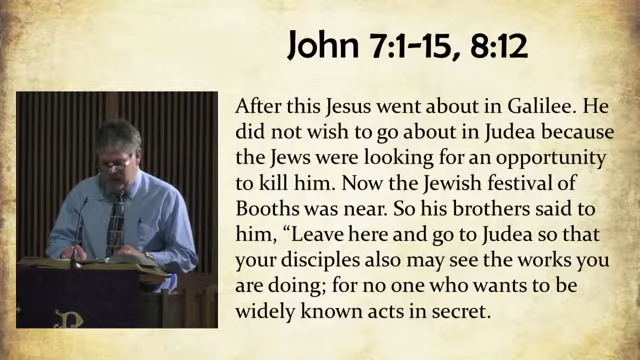 John 7:1-15, 8:12
After this Jesus went about in Galilee. He
did not wish to go about in Judea because
the Jews were looking for an opportunity
to kill him. Now the Jewish festival of
Booths was near. So his brothers said to
him, “Leave here and go to Judea so that
your disciples also may see the works you
are doing; for no one who wants to be
widely known acts in secret.